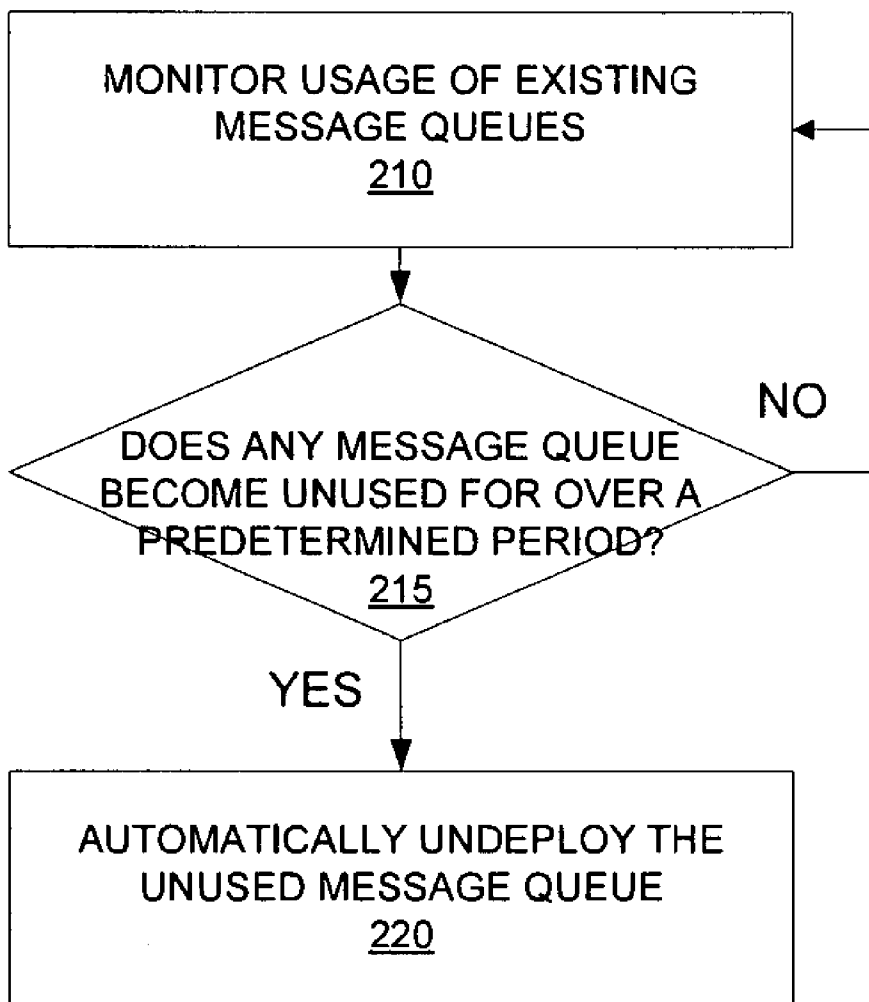 MONITOR USAGE OF EXISTING
MESSAGE QUEUES
210
DOES ANY MESSAGE QUEUE
BECOME UNUSED FOR OVER A
PREDETERMINED PERIOD?
215
NO
YES
AUTOMATICALLY UNDEPLOY THE
UNUSED MESSAGE QUEUE
220